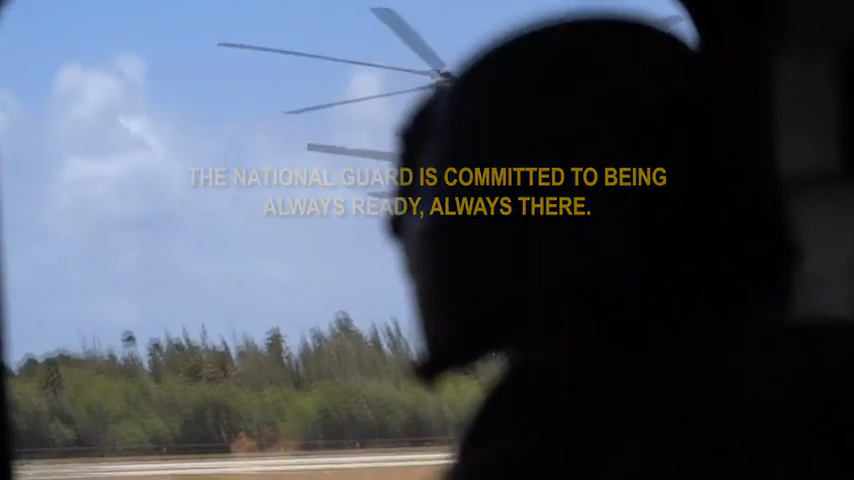 THE NATIONAL GUARD IS COMMITTED TO BEING
ALWAYS READY, ALWAYS THERE.